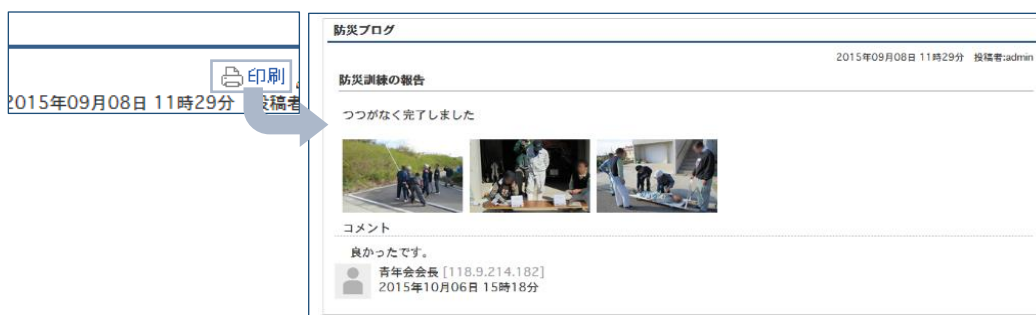 印刷
2015年09月08日 11時29分 投稿者
防災ブログ
2015年09月08日 11時29分 投稿者:admin
防災訓練の報告
つつがなく完了しました
コメント
良かったです。
青年会会長 [118.9.214.182]
2015年10月06日 15時18分